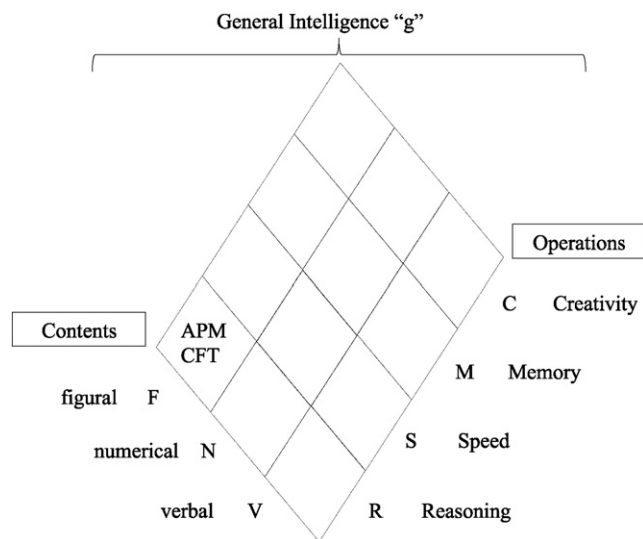 General Intelligence “g”
Operations
C Creativity
Contents
APM
CFT
M Memory
figural F
S Speed
numerical N
verbal V
R Reasoning